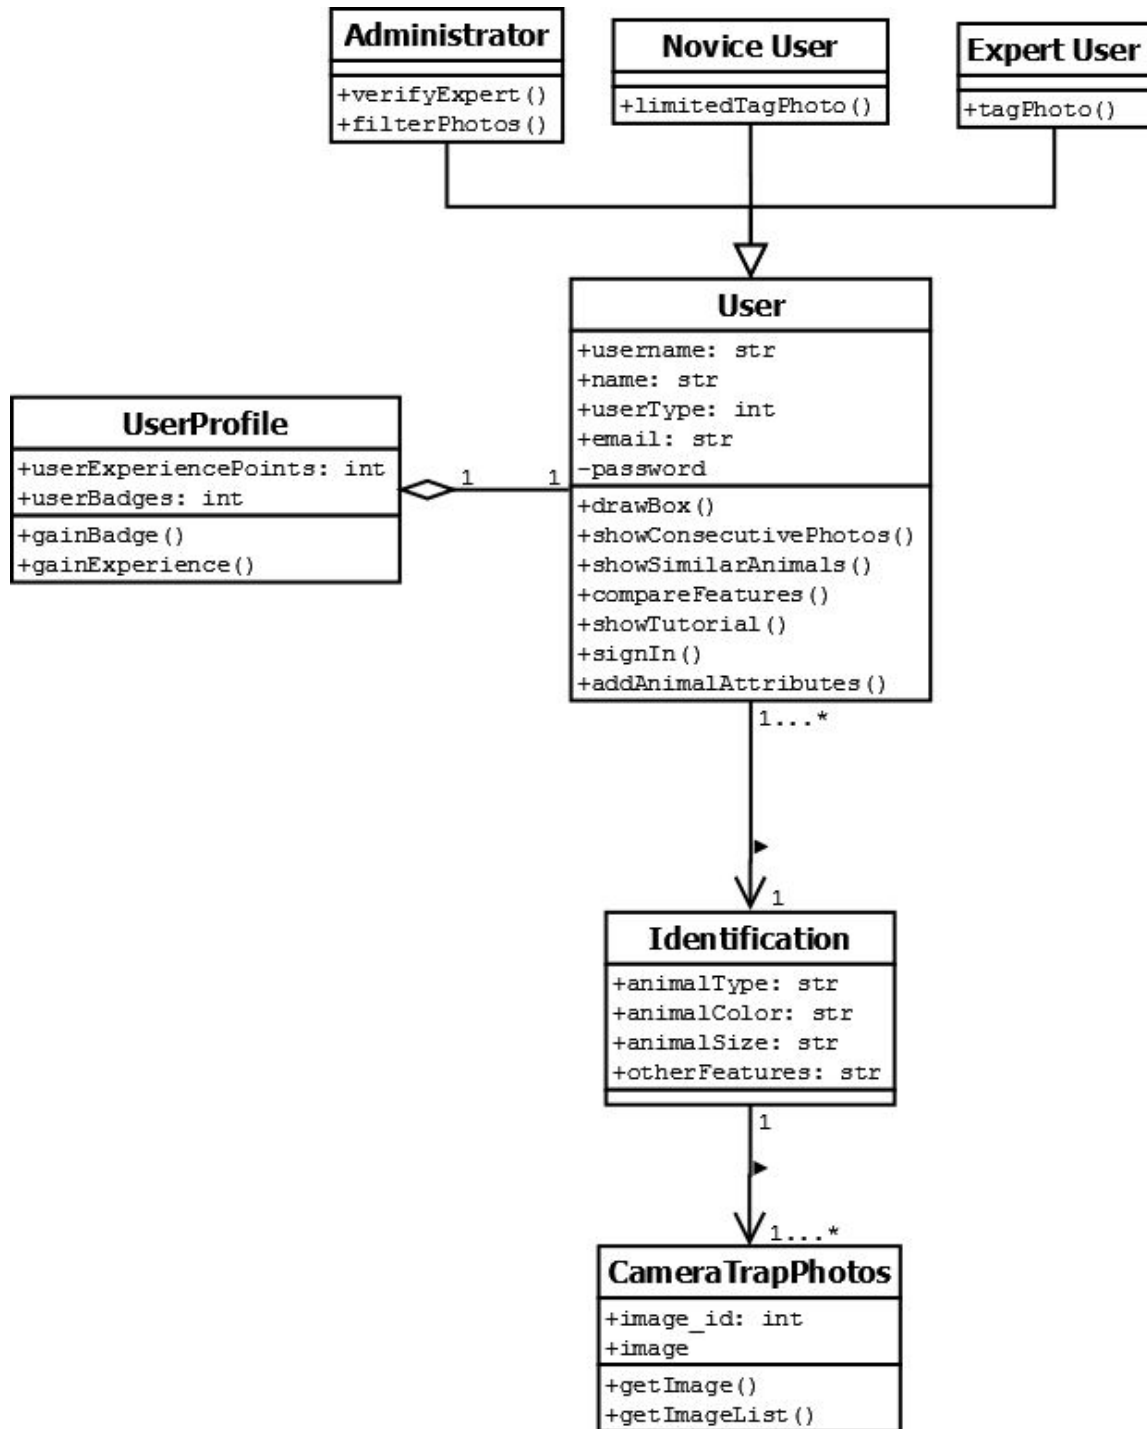 Administrator
+verifyExpert()
+filterPhotos()
Novice User
+limitedTagPhoto()
Expert User
+tagPhoto()
User
+username: str
+name: str
+userType: int
+email: str
-password
+drawBox()
+showConsecutivePhotos()
+showSimilarAnimals()
+compareFeatures()
+showTutorial()
+signIn()
+addAnimalAttributes()
UserProfile
+userExperiencePoints: int
+userBadges: int
+gainBadge()
+gainExperience()
1
1
1...*
1
Identification
+animalType: str
+animalColor: str
+animalSize: str
+otherFeatures: str
1
1...*
CameraTrapPhotos
+image_id: int
+image
+getImage()
+getImageList()